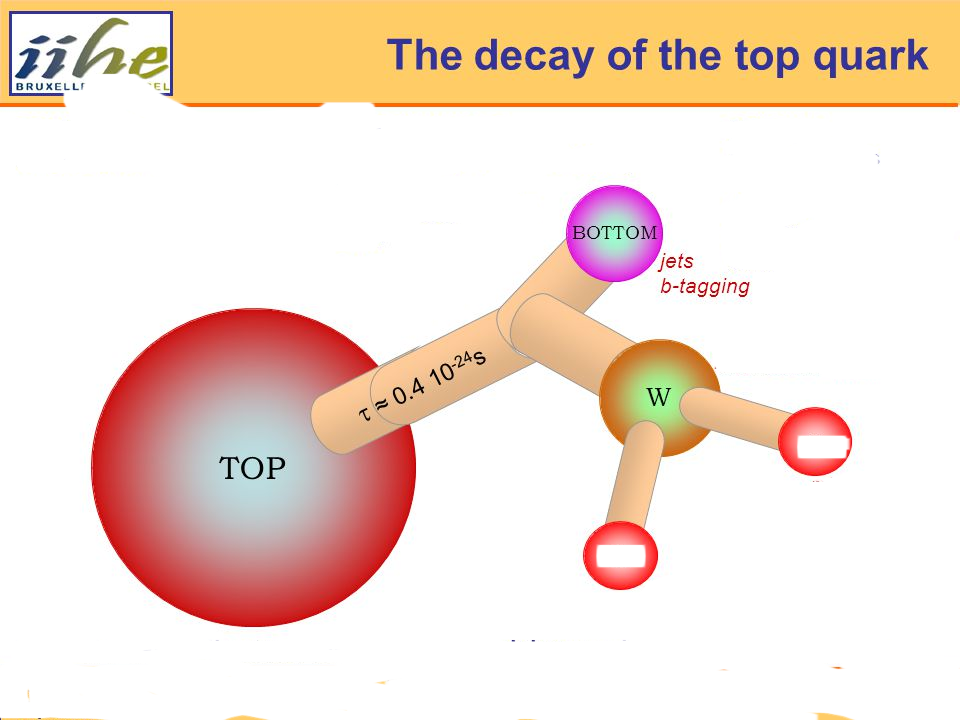 iihe
The decay of the top quark
BOTTOM
jets
b-tagging
τ ≈ 0.4 10⁻²⁴s
W
TOP